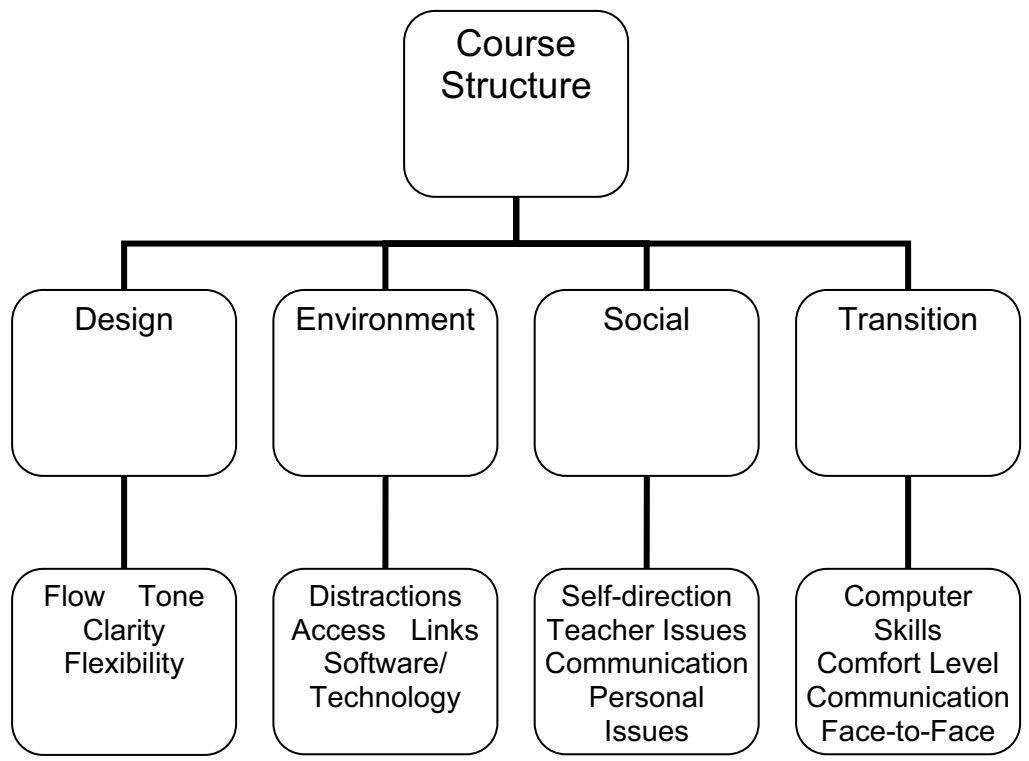 Course
Structure
Design
Environment
Social
Transition
Flow Tone
Clarity
Flexibility
Distractions
Access Links
Software/
Technology
Self-direction
Teacher Issues
Communication
Personal
Issues
Computer
Skills
Comfort Level
Communication
Face-to-Face